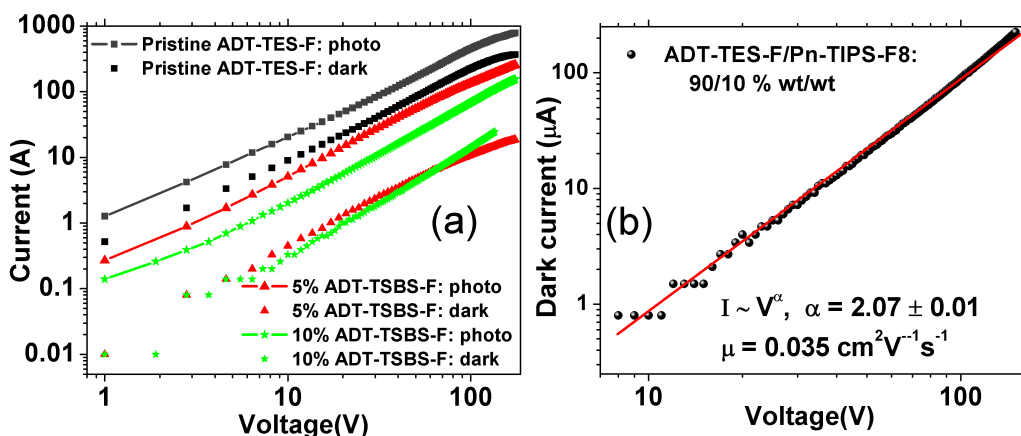 1000
100
10
1
0.1
0.01
Current (A)
Pristine ADT-TES-F: photo
Pristine ADT-TES-F: dark
(a)
5% ADT-TSBS-F: photo
5% ADT-TSBS-F: dark
10% ADT-TSBS-F: photo
10% ADT-TSBS-F: dark
1 10 100
Voltage(V)
100
10
1
Dark current (μA)
ADT-TES-F/Pn-TIPS-F8:
90/10 % wt/wt
(b)
I ~ V^α, α = 2.07 ± 0.01
μ = 0.035 cm²V⁻⁻¹s⁻¹
10 100
Voltage(V)